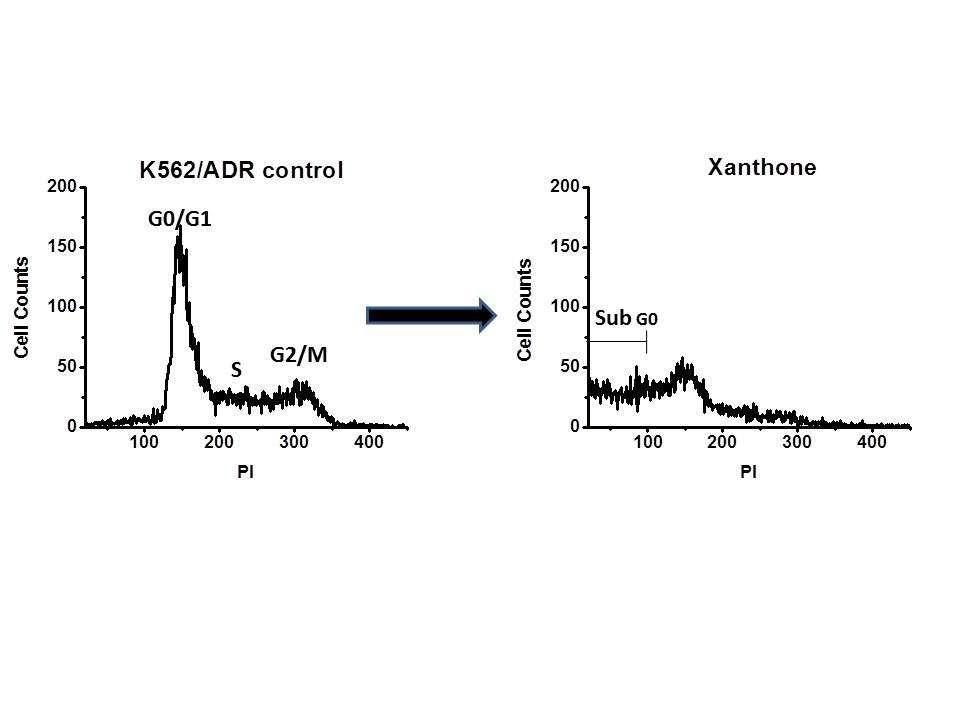 K562/ADR control
200
150
100
50
0
Cell Counts
G0/G1
S
G2/M
100
200
300
400
PI
Xanthone
200
150
100
50
0
Cell Counts
Sub G0
100
200
300
400
PI